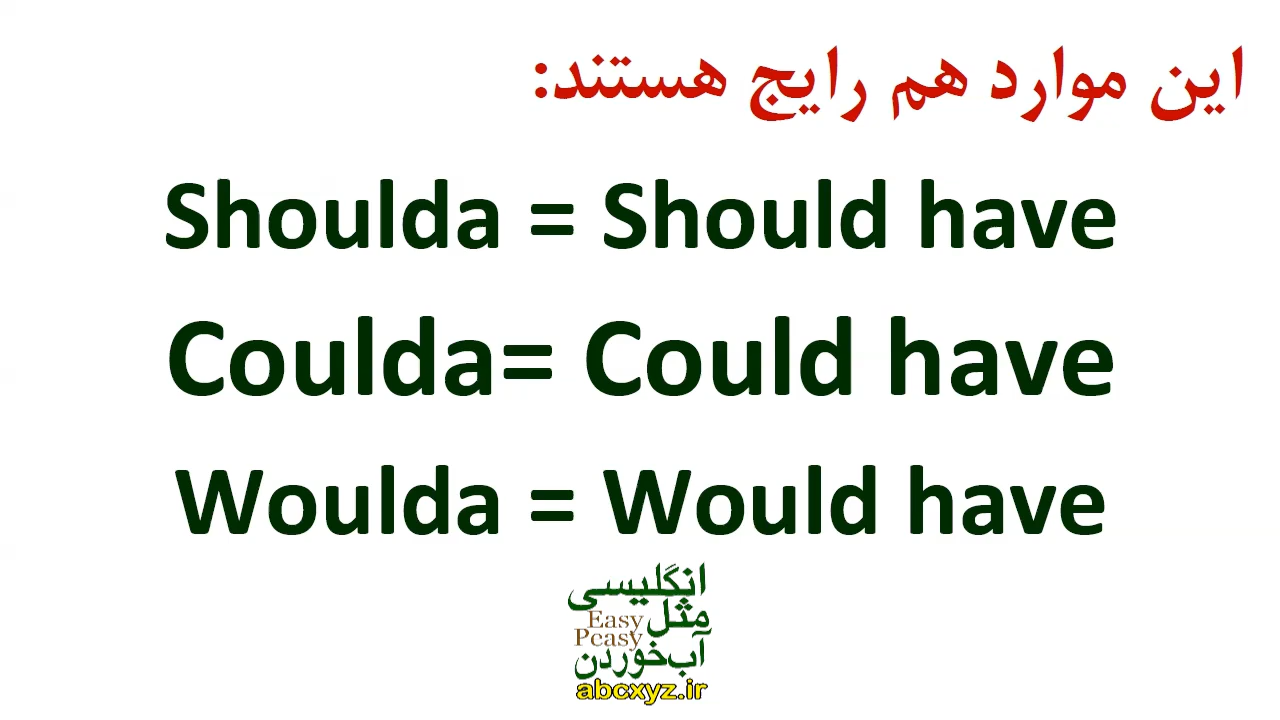 این موارد هم رایج هستند:
Shoulda = Should have
Coulda= Could have
Woulda = Would have
انگلیسی
مثل
Easy
Peasy
آب‌خوردن
abcxyz.ir